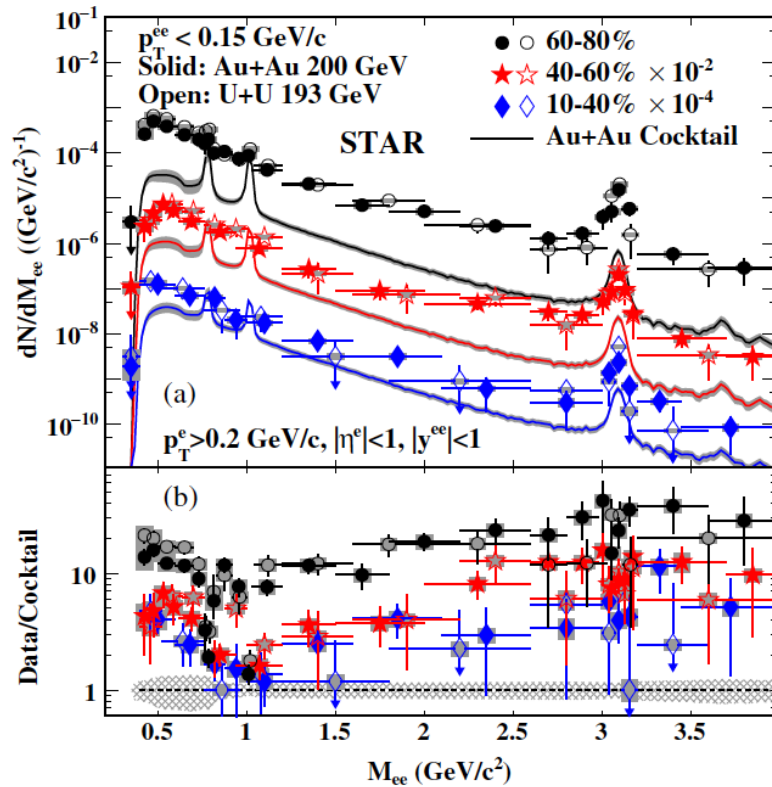 p_T^ee < 0.15 GeV/c
Solid: Au+Au 200 GeV
Open: U+U 193 GeV
STAR
60-80%
40-60% × 10^-2
10-40% × 10^-4
Au+Au Cocktail
dN/dM_ee ((GeV/c^2)^-1)
10^-1
10^-2
10^-4
10^-6
10^-8
10^-10
(a)
p_T^e>0.2 GeV/c, |η^e|<1, |y^ee|<1
(b)
Data/Cocktail
10
1
0.5 1 1.5 2 2.5 3 3.5
M_ee (GeV/c^2)